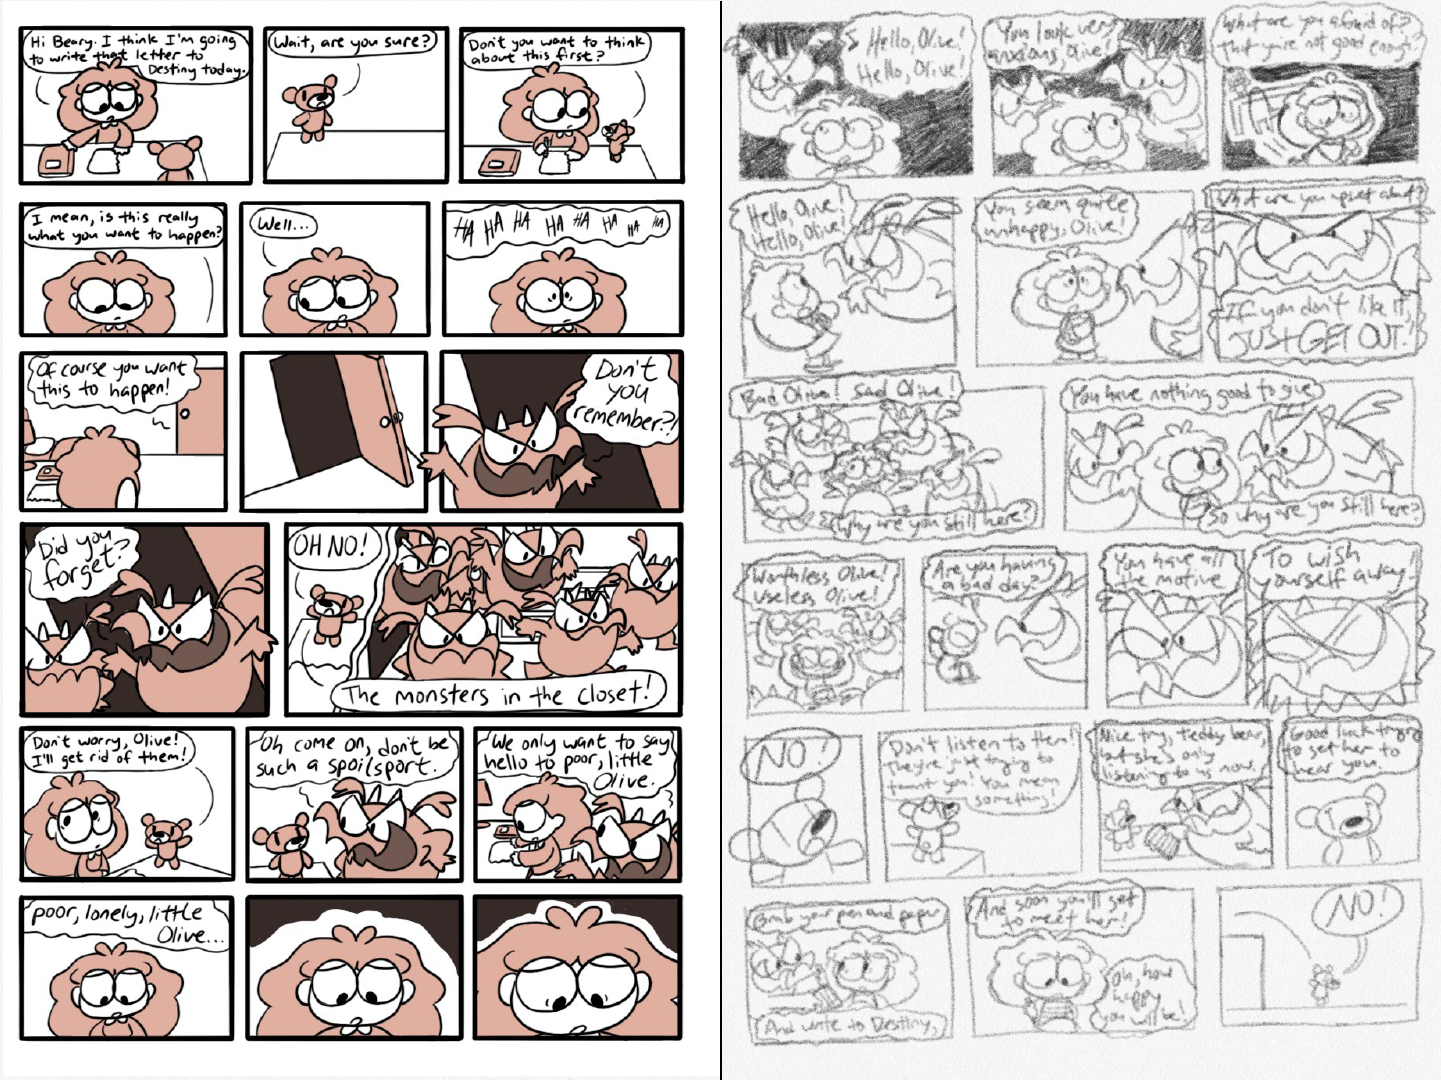 Hi Beary. I think I'm going
to write that letter to
Destiny today.
Wait, are you sure?
Don't you want to think
about this first?
I mean, is this really
what you want to happen?
Well...
HA HA HA HA HA HA HA HA
Of course you want
this to happen!
Don't
you
remember?!
Did you
forget?
OH NO!
The monsters in the closet!
Don't worry, Olive!
I'll get rid of them!
Oh come on, don't be
such a spoilsport.
We only want to say
hello to poor, little
Olive.
poor, lonely, little
Olive...
Hello, Olive!
Hello, Olive!
You look very
anxious, Olive!
What are you afraid of?
That you're not good enough?
Hello, Olive!
Hello, Olive!
You seem quite
unhappy, Olive!
What are you upset about?
If you don't like it,
JUST GET OUT!
Bad Olive! Sad Olive!
Why are you still here?
You have nothing good to give
So why are you still here?
Worthless Olive!
Useless Olive!
Are you having
a bad day?
You have all
the motive
To wish
yourself away!
NO!
Don't listen to them!
They're just trying to
taunt you! You mean
something!
Nice try, teddy bear,
but she's only
listening to us now.
Good luck trying
to get her to
hear you.
Grab your pen and paper
And write to Destiny,
And soon you'll get
to meet her!
Oh, how
happy
you will be!
NO!